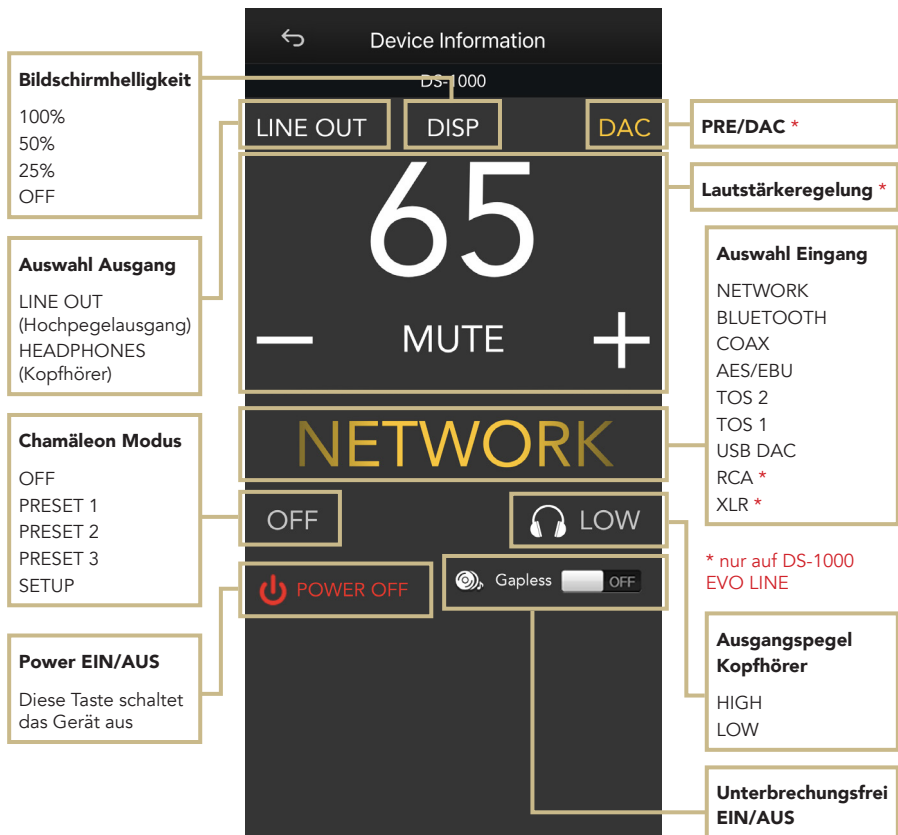 Device Information
DS-1000
LINE OUT
DISP
DAC
65
MUTE
NETWORK
OFF
LOW
POWER OFF
Gapless
OFF
Bildschirmhelligkeit
100%
50%
25%
OFF
Auswahl Ausgang
LINE OUT
(Hochpegelausgang)
HEADPHONES
(Kopfhörer)
Chamäleon Modus
OFF
PRESET 1
PRESET 2
PRESET 3
SETUP
Power EIN/AUS
Diese Taste schaltet
das Gerät aus
PRE/DAC *
Lautstärkeregelung *
Auswahl Eingang
NETWORK
BLUETOOTH
COAX
AES/EBU
TOS 2
TOS 1
USB DAC
RCA *
XLR *
* nur auf DS-1000
EVO LINE
Ausgangspegel
Kopfhörer
HIGH
LOW
Unterbrechungsfrei
EIN/AUS